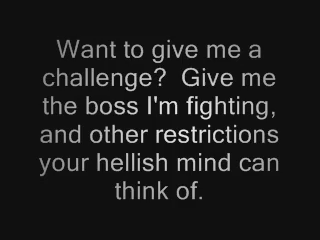 Want to give me a
challenge?  Give me
the boss I'm fighting,
and other restrictions
your hellish mind can
think of.